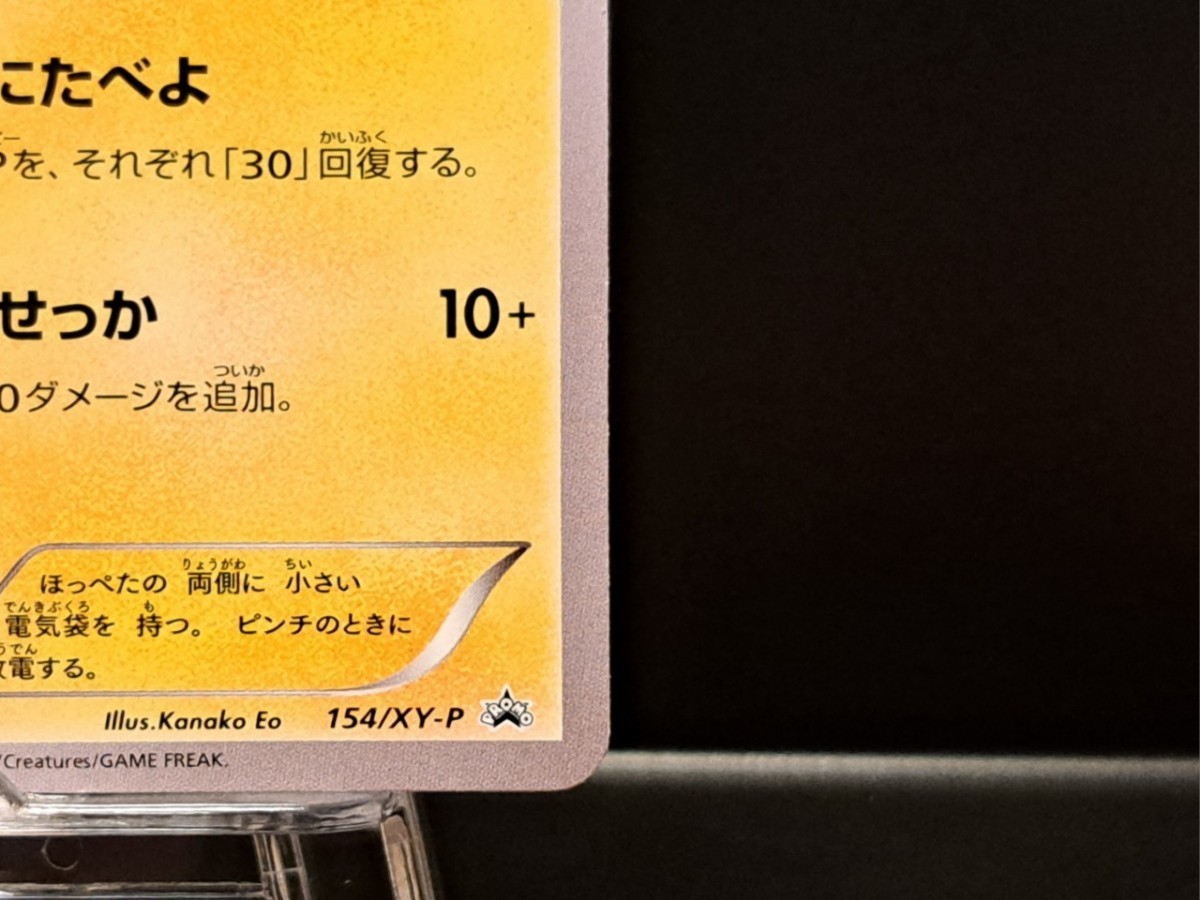 にたべよ
かいふく
を、それぞれ「30」回復する。
せっか 10+
ついか
0ダメージを追加。
りょうがわ ちい
ほっぺたの 両側に 小さい
でんきぶくろ も
電気袋を 持つ。 ピンチのときに
うでん
放電する。
Illus.Kanako Eo 154/XY-P PROMO
/Creatures/GAME FREAK.